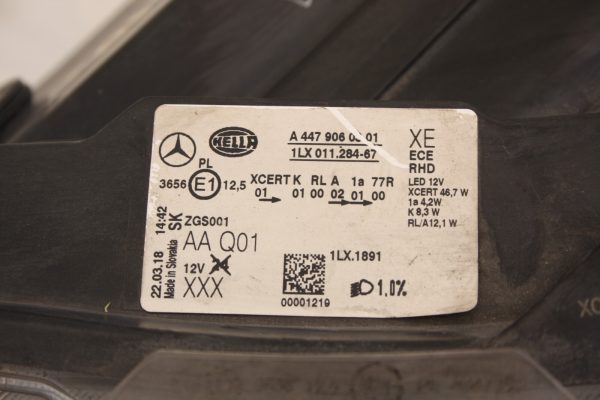 HELLA
A 447 906 0
01
XE
1LX 011.284-67
ECE
RHD
PL
3656 E1 12,5
XCERT K RL A 1a 77R
01 01 00 02 01 00
LED 12V
XCERT 46,7 W
1a 4,2W
K 8,3 W
RL/A12,1 W
22.03.18 14:42
Made in Slovakia SK
ZGS001
AA Q01
12V
XXX
1LX.1891
00001219
1.0%
XC